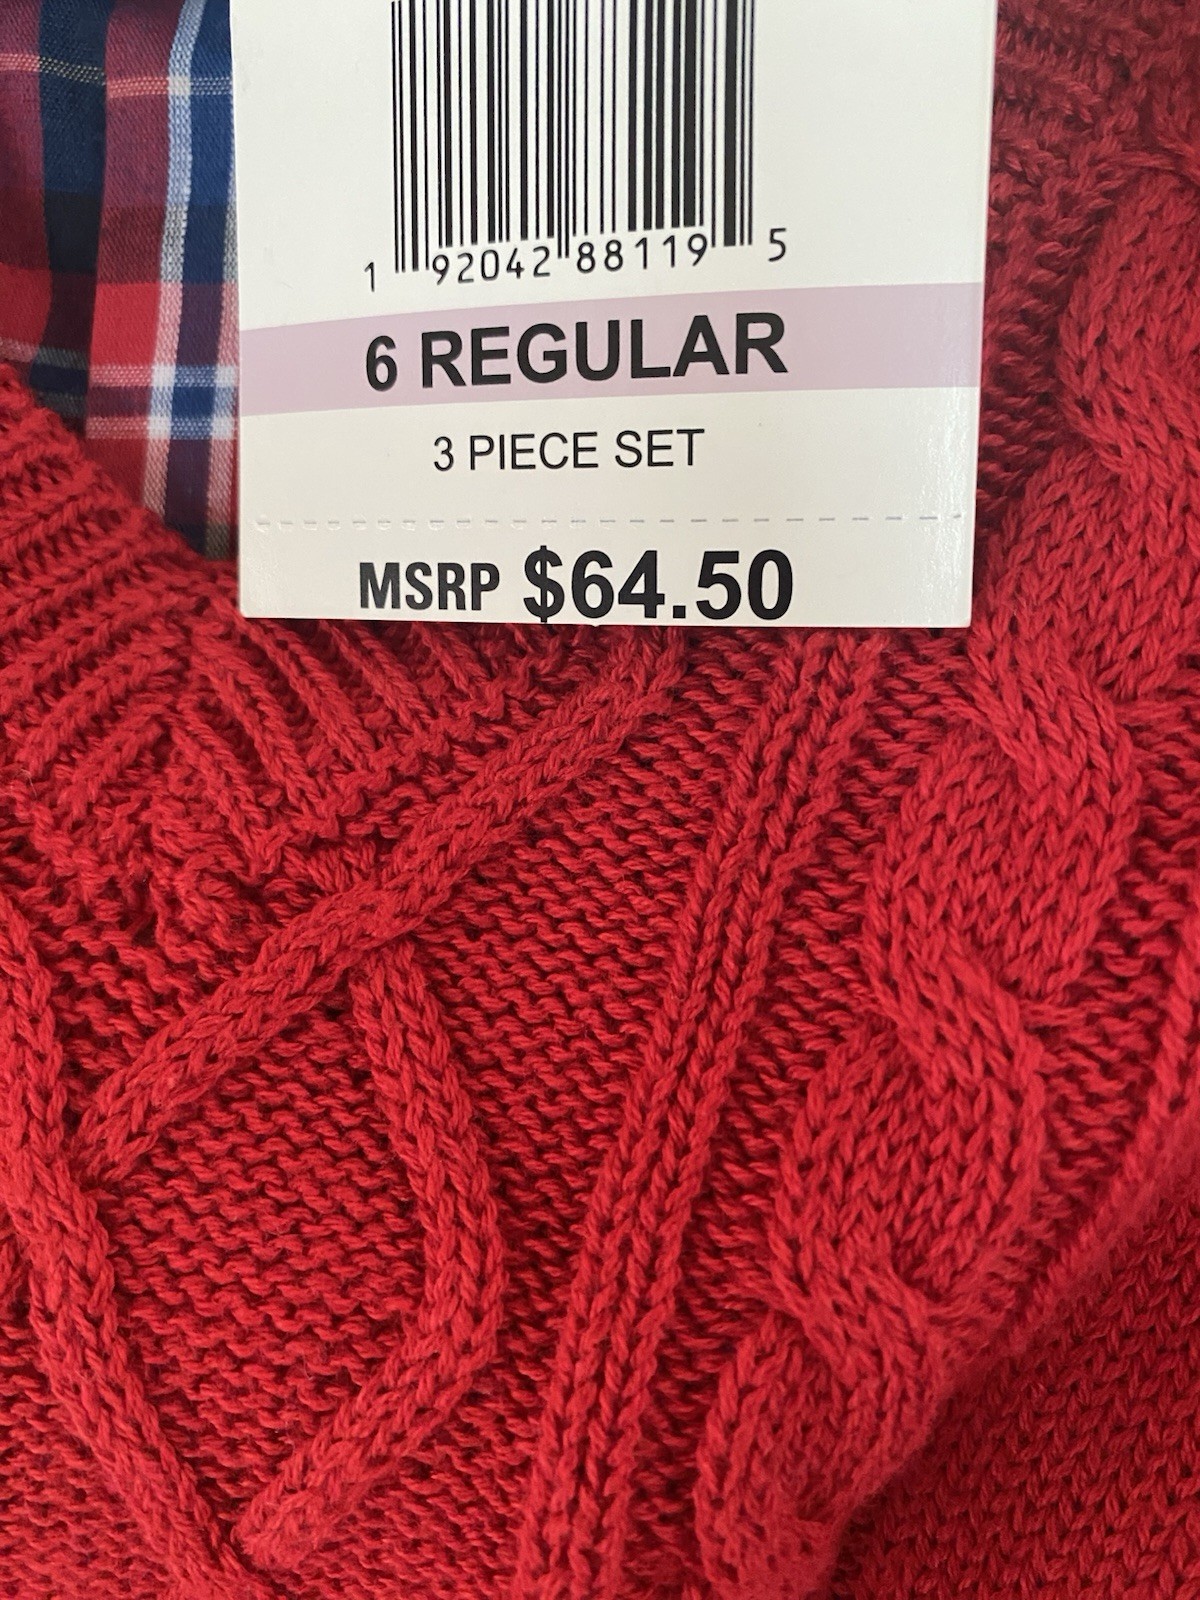 1 92042 88119 5
6 REGULAR
3 PIECE SET
MSRP $64.50